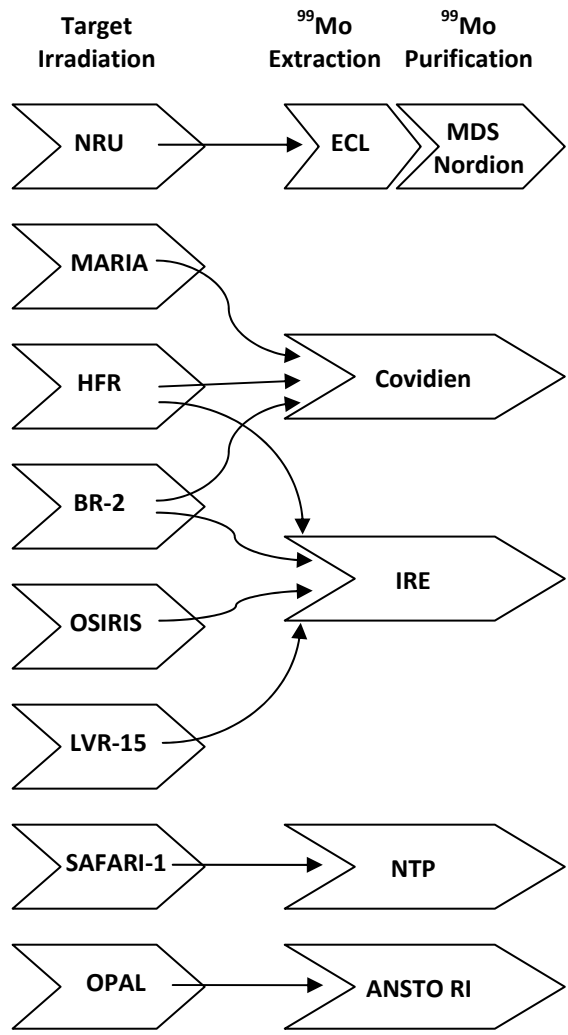 Target
Irradiation
⁹⁹Mo
Extraction
⁹⁹Mo
Purification
NRU
ECL
MDS
Nordion
MARIA
HFR
Covidien
BR-2
IRE
OSIRIS
LVR-15
SAFARI-1
NTP
OPAL
ANSTO RI